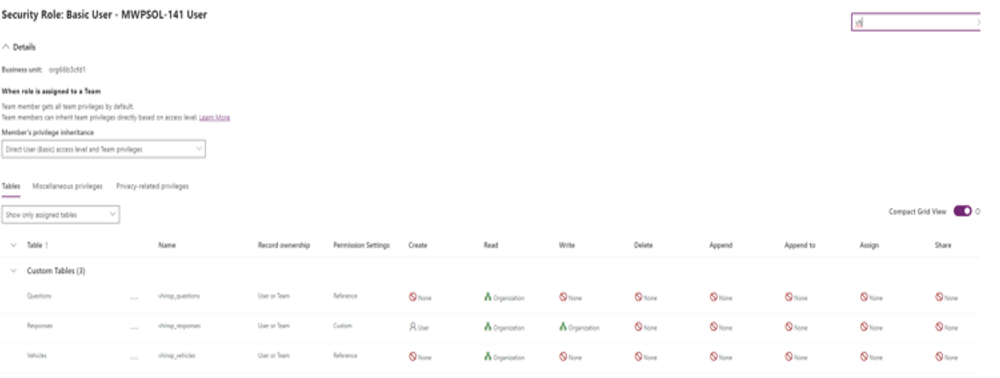 Security Role: Basic User - MWPSOL-141 User
Details
Business unit: org66b3cfd1
When role is assigned to a Team
Team member gets all team privileges by default.
Team members can inherit team privileges directly based on access level. Learn More
Member's privilege inheritance
Direct User (Basic) access level and Team privileges
Tables Miscellaneous privileges Privacy-related privileges
Show only assigned tables
Compact Grid View
Table ↑ Name Record ownership Permission Settings Create Read Write Delete Append Append to Assign Share
Custom Tables (3)
Questions ... vhinsp_questions User or Team Reference None Organization None None None None None None
Responses ... vhinsp_responses User or Team Custom User Organization Organization None None None None None
Vehicles ... vhinsp_vehicles User or Team Reference None Organization None None None None None None